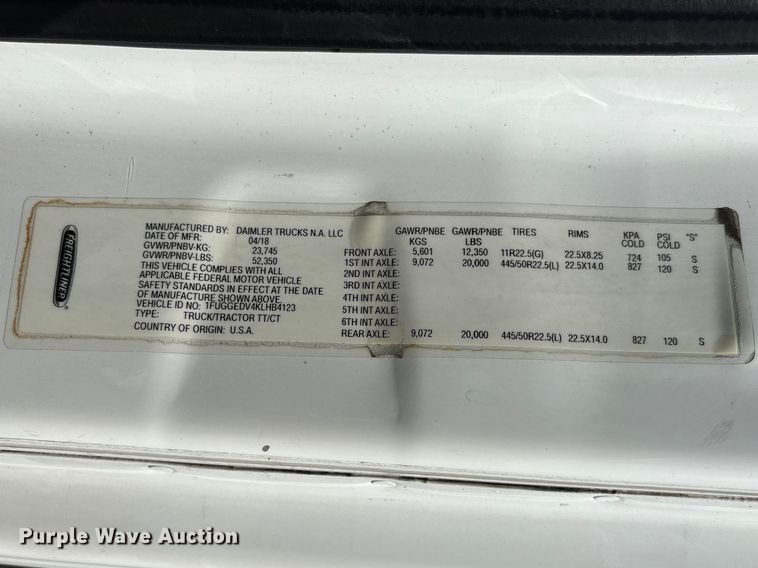 FREIGHTLINER
MANUFACTURED BY: DAIMLER TRUCKS N.A. LLC
DATE OF MFR: 04/18
GVWR/PNBV-KG: 23,745
GVWR/PNBV-LBS: 52,350
THIS VEHICLE COMPLIES WITH ALL
APPLICABLE FEDERAL MOTOR VEHICLE
SAFETY STANDARDS IN EFFECT AT THE DATE
OF MANUFACTURE SHOWN ABOVE.
VEHICLE ID NO: 1FUGGEDV4KLHB4123
TYPE: TRUCK/TRACTOR TT/CT
COUNTRY OF ORIGIN: U.S.A.
GAWR/PNBE KGS GAWR/PNBE LBS TIRES RIMS KPA COLD PSI COLD "S"
FRONT AXLE: 5,601 12,350 11R22.5(G) 22.5X8.25 724 105 S
1ST INT AXLE: 9,072 20,000 445/50R22.5(L) 22.5X14.0 827 120 S
2ND INT AXLE:
3RD INT AXLE:
4TH INT AXLE:
5TH INT AXLE:
6TH INT AXLE:
REAR AXLE: 9,072 20,000 445/50R22.5(L) 22.5X14.0 827 120 S
Purple Wave Auction